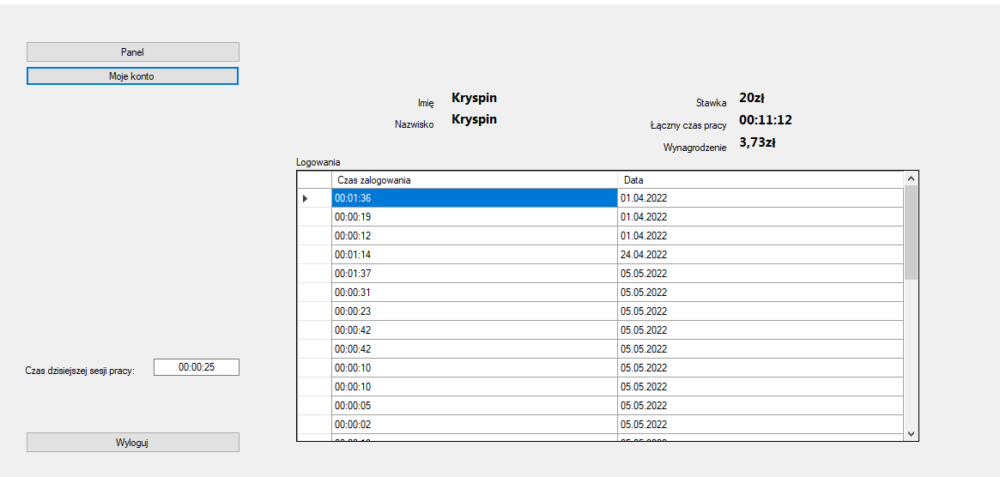 Panel
Moje konto
Imię Kryspin
Nazwisko Kryspin
Stawka 20zł
Łączny czas pracy 00:11:12
Wynagrodzenie 3,73zł
Logowania
Czas zalogowania Data
00:01:36 01.04.2022
00:00:19 01.04.2022
00:00:12 01.04.2022
00:01:14 24.04.2022
00:01:37 05.05.2022
00:00:31 05.05.2022
00:00:23 05.05.2022
00:00:42 05.05.2022
00:00:42 05.05.2022
00:00:10 05.05.2022
00:00:10 05.05.2022
00:00:05 05.05.2022
00:00:02 05.05.2022
Czas dzisiejszej sesji pracy: 00:00:25
Wyloguj